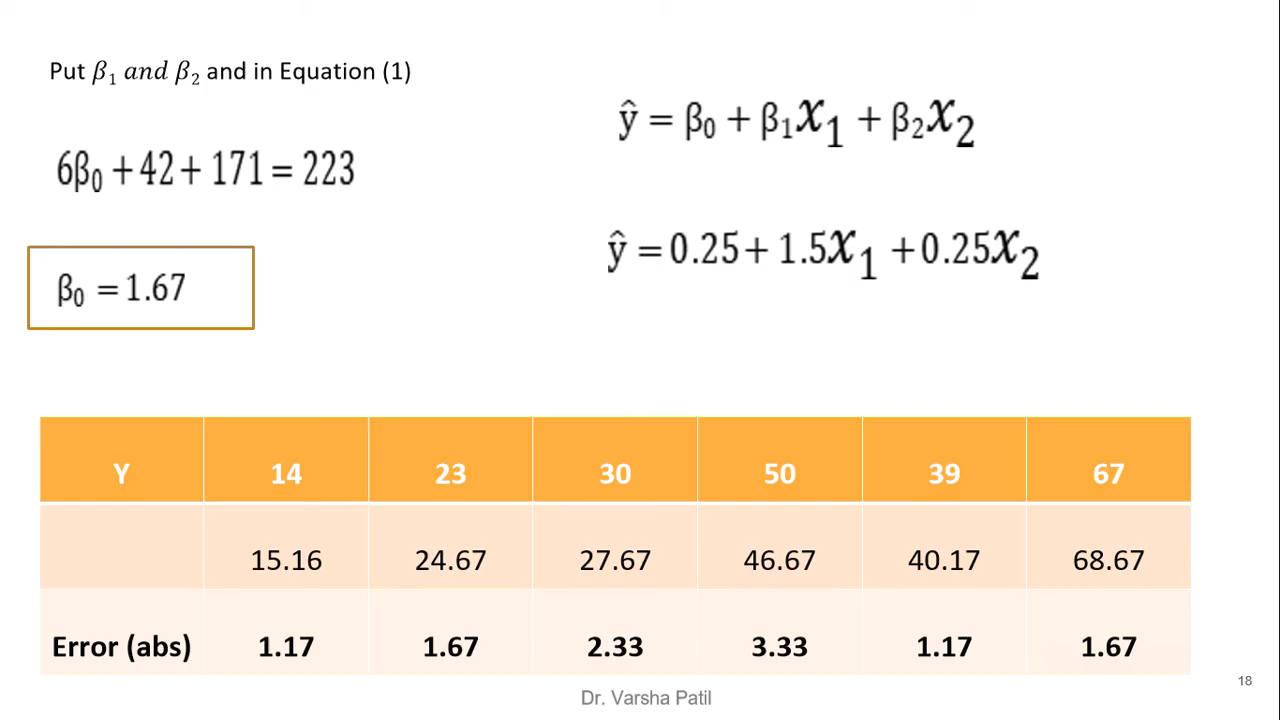 Put β₁ and β₂ and in Equation (1)
6β₀ + 42 + 171 = 223
β₀ = 1.67
ŷ = β₀ + β₁x₁ + β₂x₂
ŷ = 0.25 + 1.5x₁ + 0.25x₂
Y 14 23 30 50 39 67
15.16 24.67 27.67 46.67 40.17 68.67
Error (abs) 1.17 1.67 2.33 3.33 1.17 1.67
18
Dr. Varsha Patil